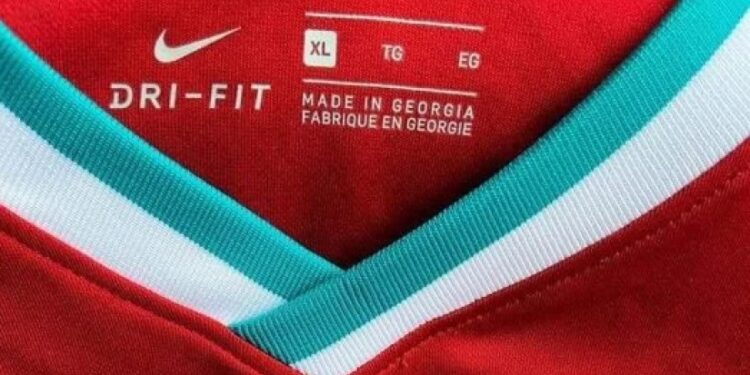 XL TG EG
DRI-FIT
MADE IN GEORGIA
FABRIQUE EN GEORGIE